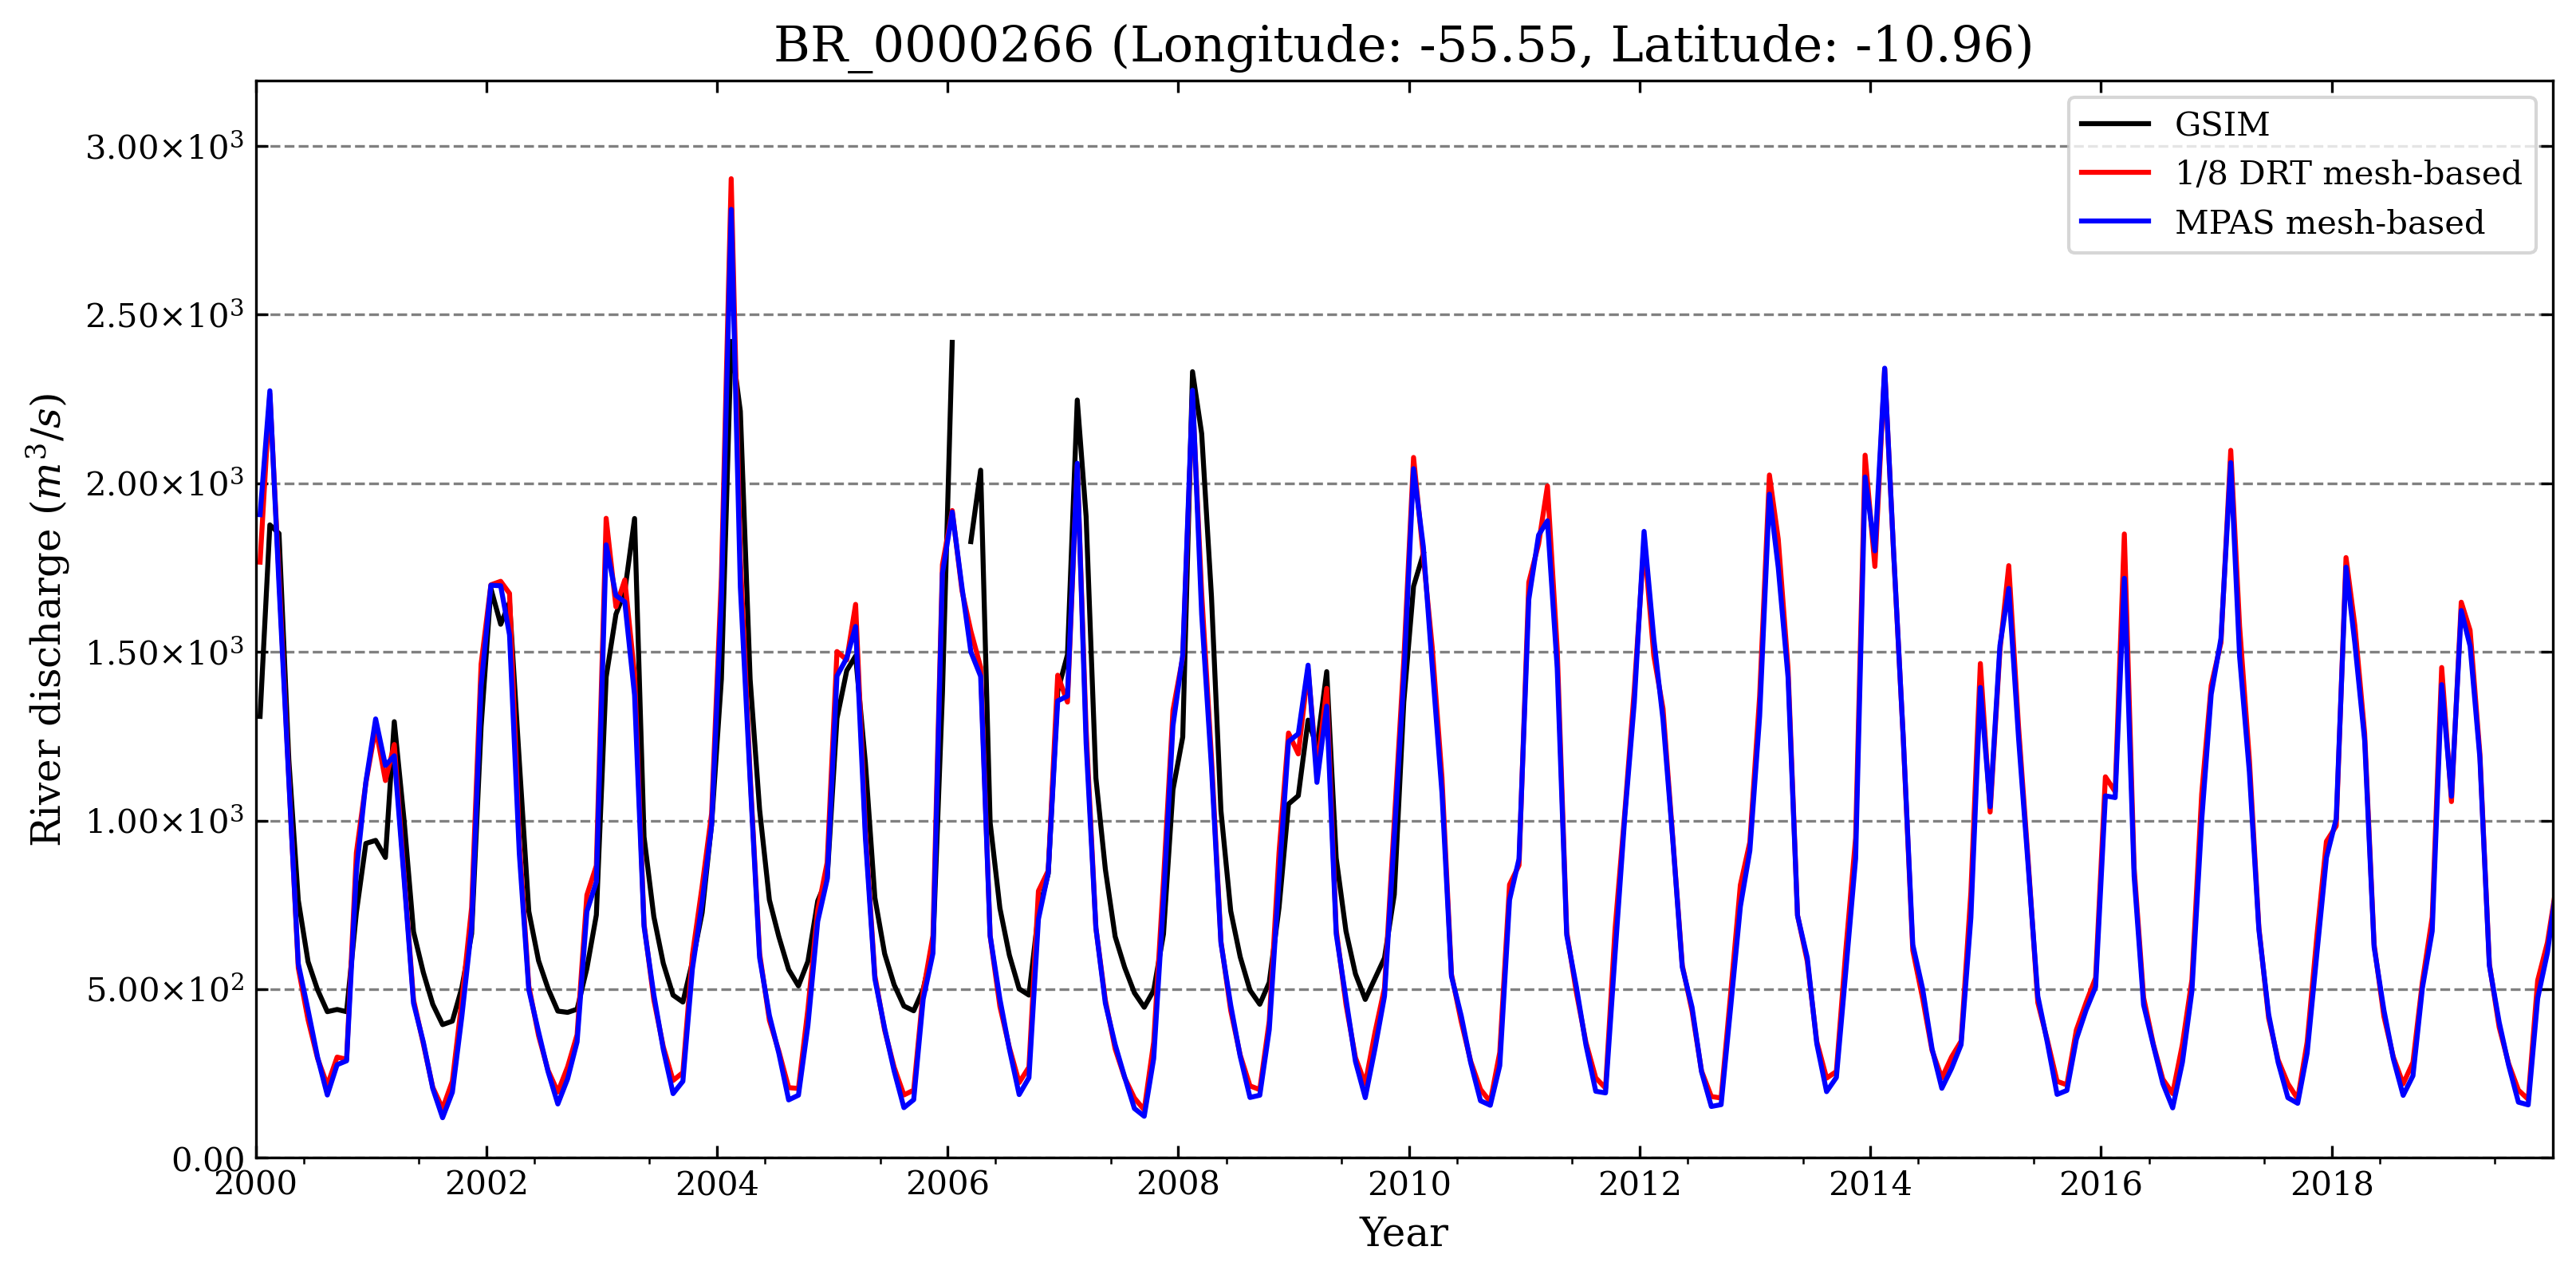 BR_0000266 (Longitude: -55.55, Latitude: -10.96)
GSIM
1/8 DRT mesh-based
MPAS mesh-based
River discharge (m³/s)
3.00×10³
2.50×10³
2.00×10³
1.50×10³
1.00×10³
5.00×10²
0.00
2000 2002 2004 2006 2008 2010 2012 2014 2016 2018
Year